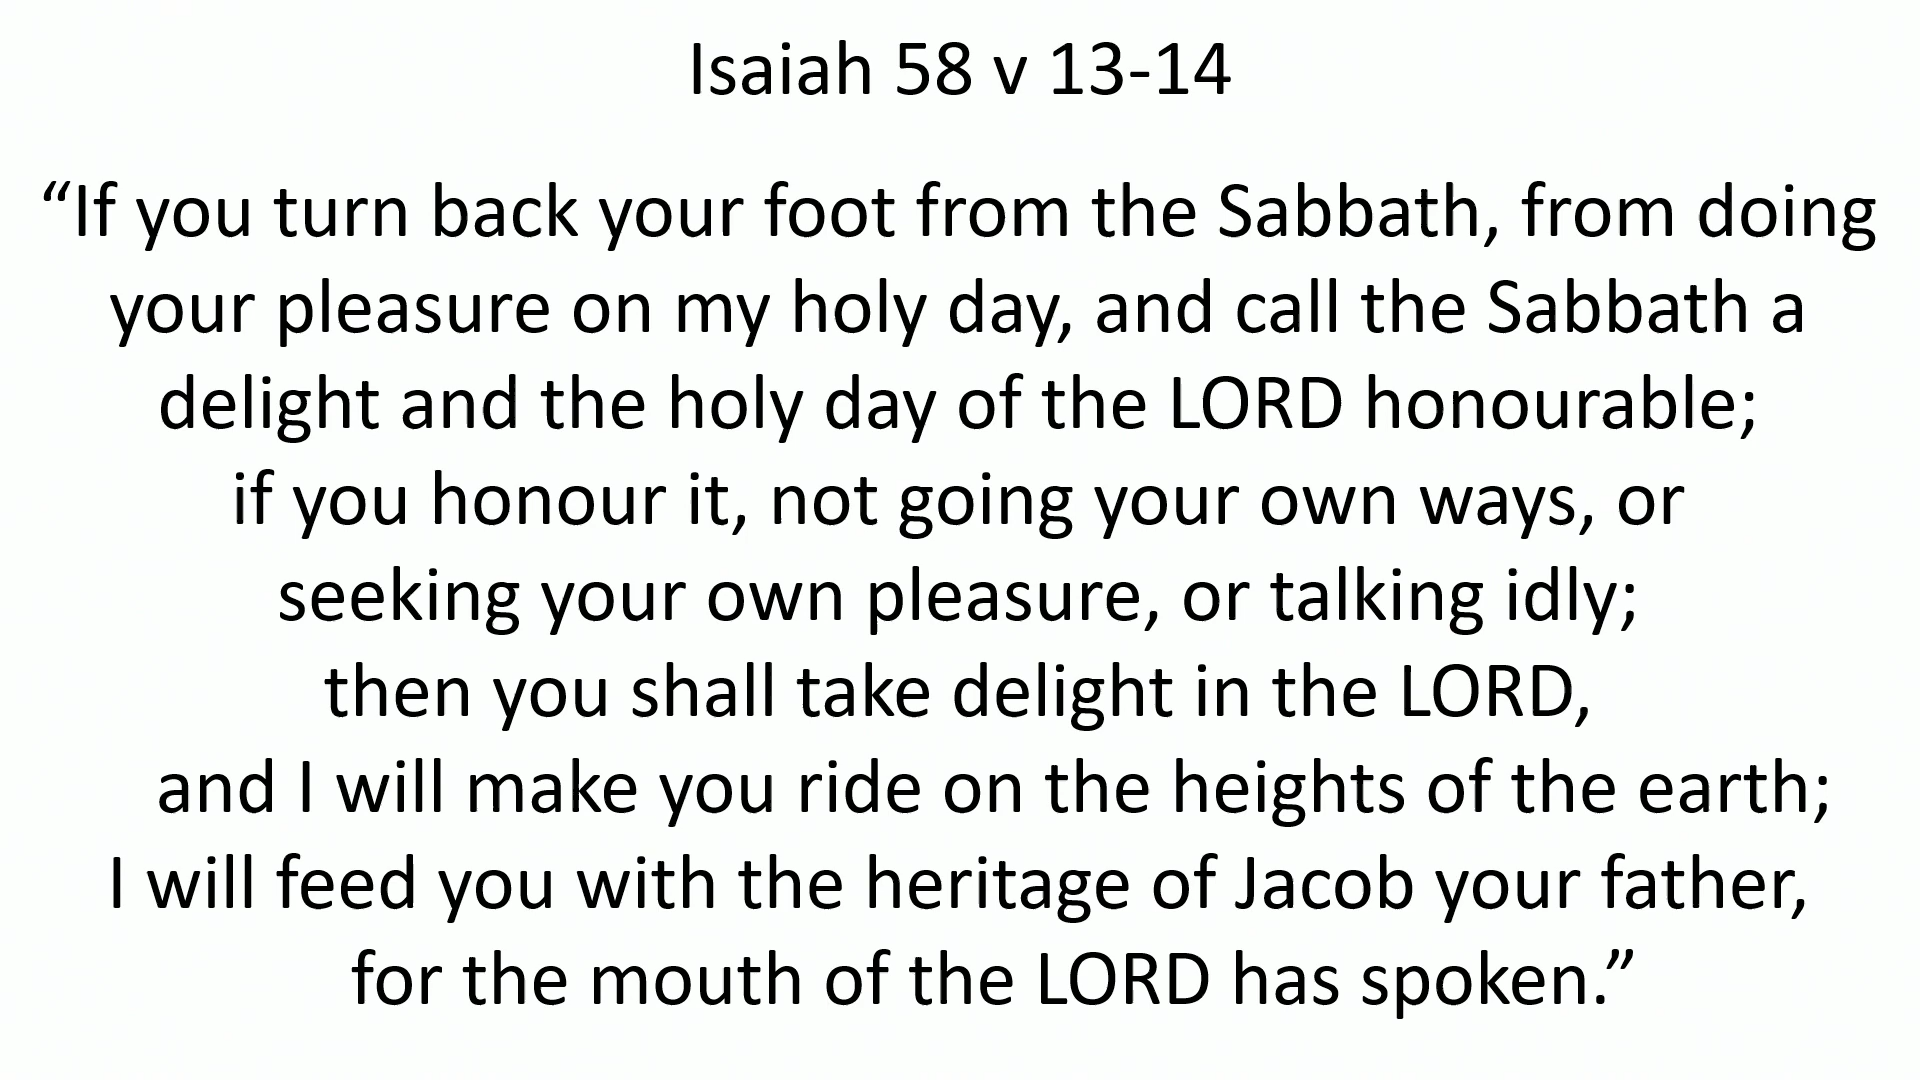 Isaiah 58 v 13-14
“If you turn back your foot from the Sabbath, from doing
your pleasure on my holy day, and call the Sabbath a
delight and the holy day of the LORD honourable;
if you honour it, not going your own ways, or
seeking your own pleasure, or talking idly;
then you shall take delight in the LORD,
and I will make you ride on the heights of the earth;
I will feed you with the heritage of Jacob your father,
for the mouth of the LORD has spoken.”